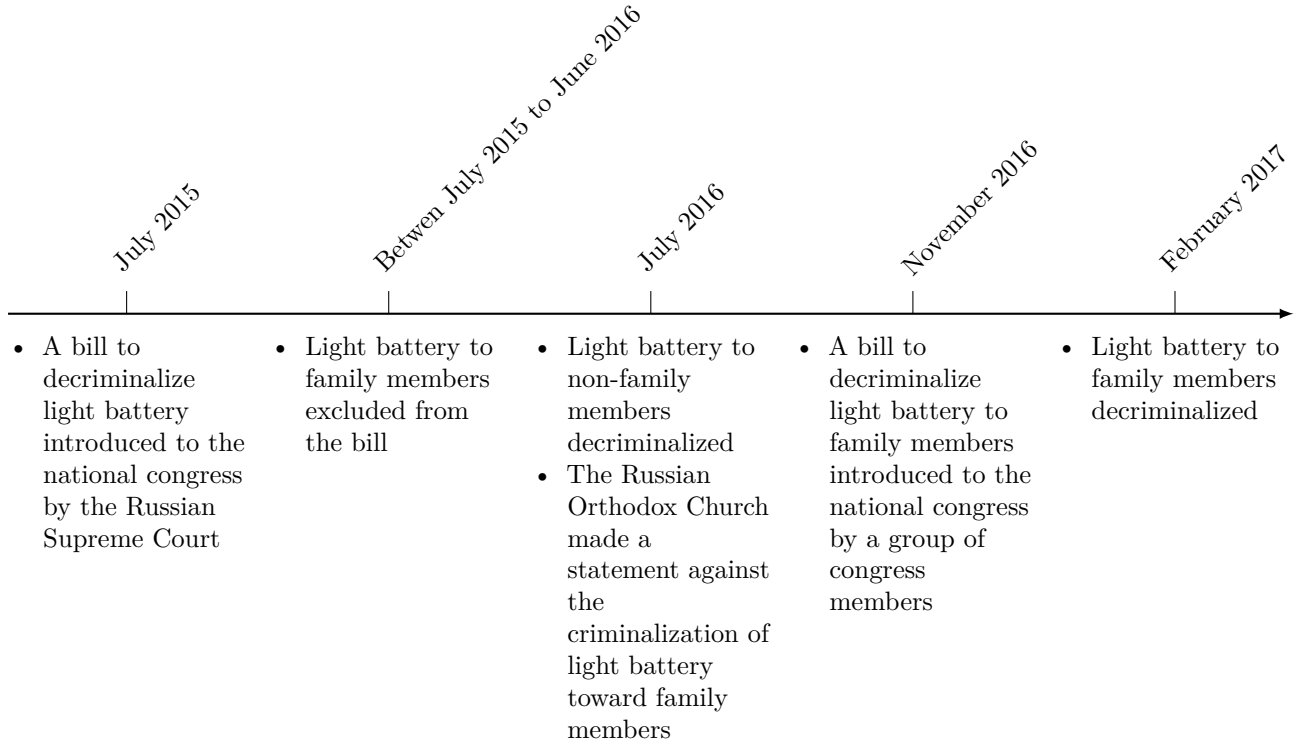 July 2015
Betwen July 2015 to June 2016
July 2016
November 2016
February 2017
• A bill to
decriminalize
light battery
introduced to the
national congress
by the Russian
Supreme Court
• Light battery to
family members
excluded from
the bill
• Light battery to
non-family
members
decriminalized
• The Russian
Orthodox Church
made a
statement against
the
criminalization of
light battery
toward family
members
• A bill to
decriminalize
light battery to
family members
introduced to the
national congress
by a group of
congress
members
• Light battery to
family members
decriminalized